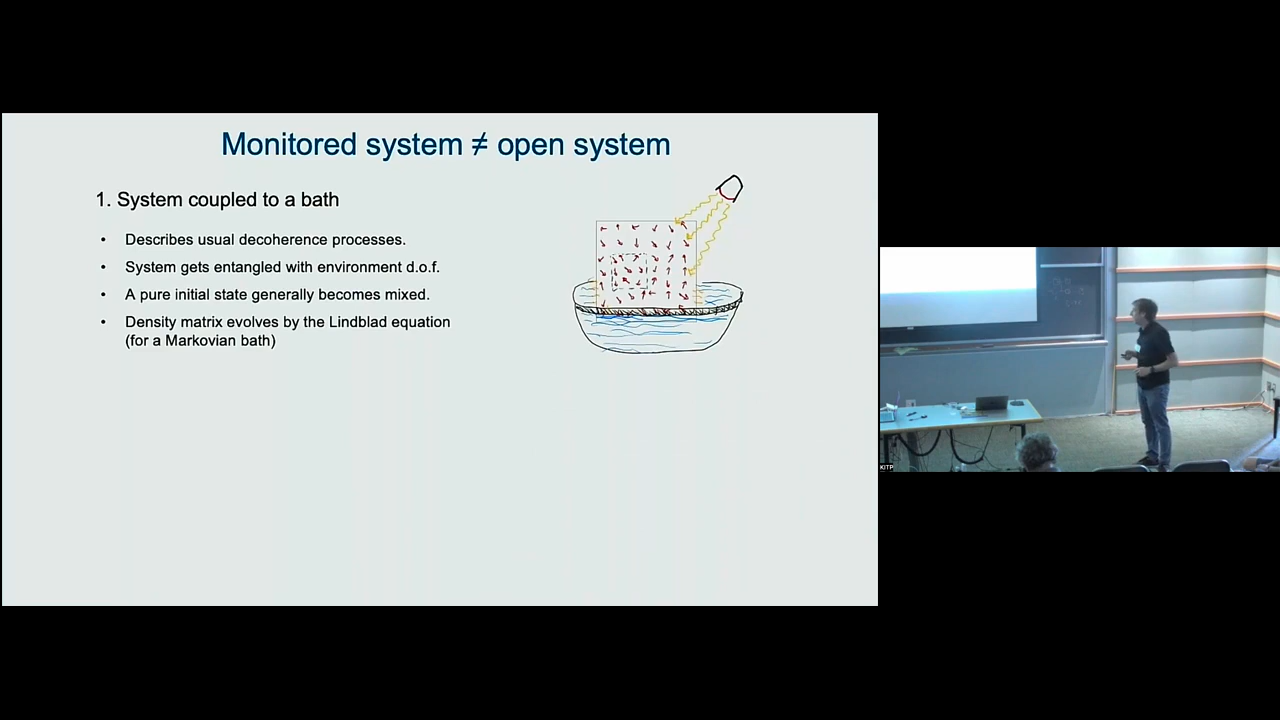 Monitored system ≠ open system
1. System coupled to a bath
• Describes usual decoherence processes.
• System gets entangled with environment d.o.f.
• A pure initial state generally becomes mixed.
• Density matrix evolves by the Lindblad equation
(for a Markovian bath)
KITP